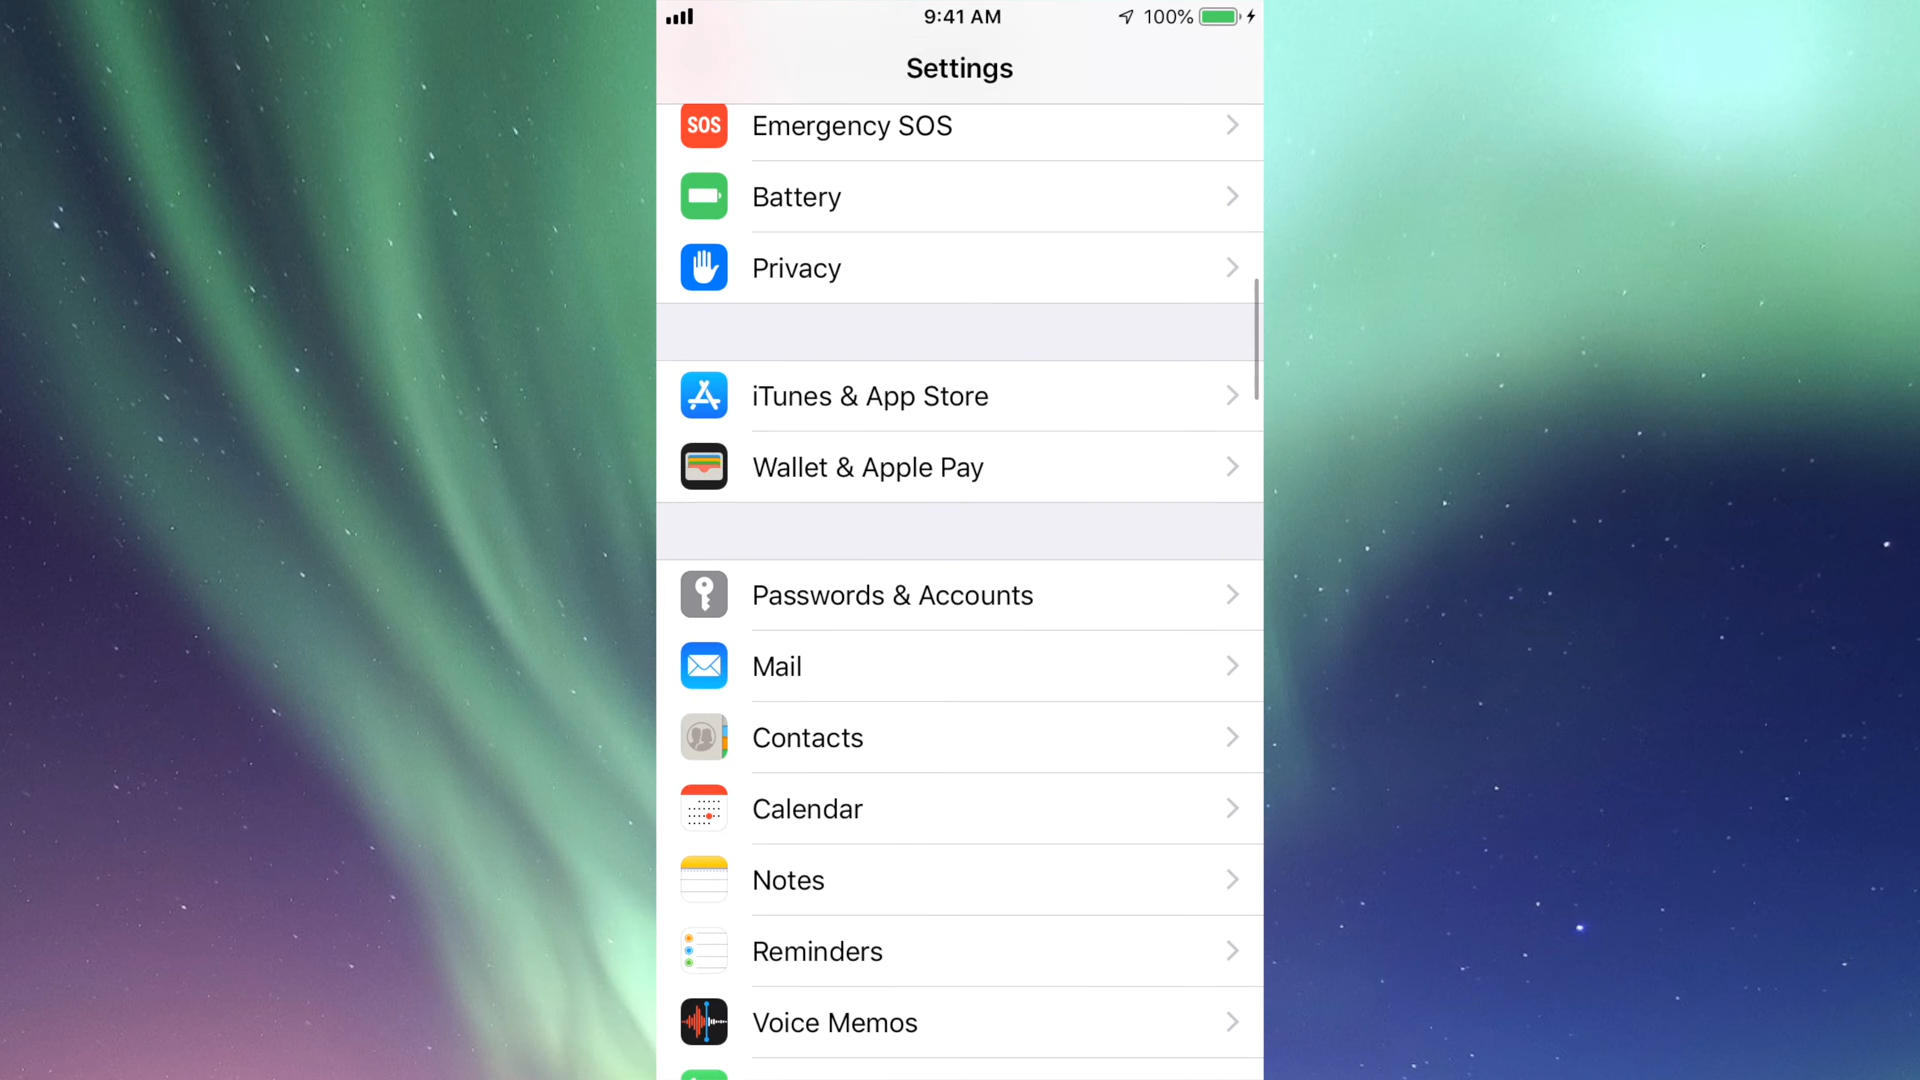 9:41 AM
100%
Settings
SOS
Emergency SOS
Battery
Privacy
iTunes & App Store
Wallet & Apple Pay
Passwords & Accounts
Mail
Contacts
Calendar
Notes
Reminders
Voice Memos